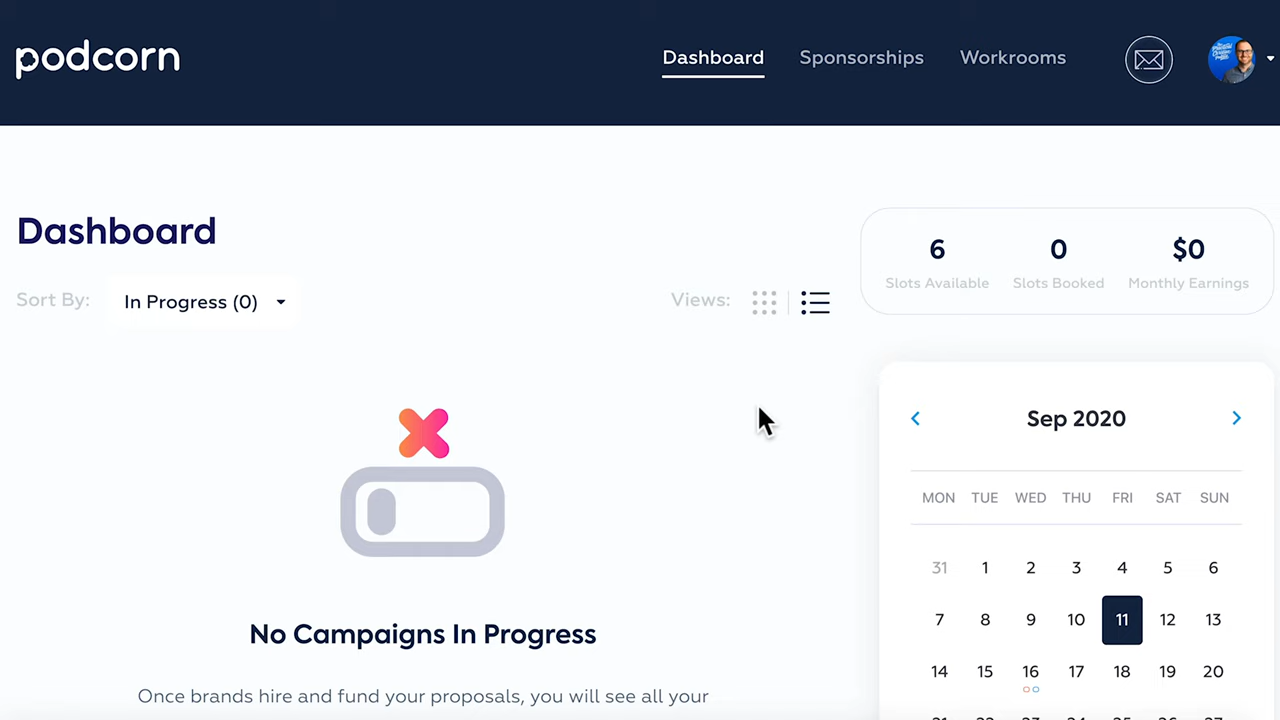 podcorn
Dashboard Sponsorships Workrooms
Dashboard
6 0 $0
Slots Available Slots Booked Monthly Earnings
Sort By: In Progress (0) Views:
Sep 2020
MON TUE WED THU FRI SAT SUN
31 1 2 3 4 5 6
7 8 9 10 11 12 13
14 15 16 17 18 19 20
No Campaigns In Progress
Once brands hire and fund your proposals, you will see all your